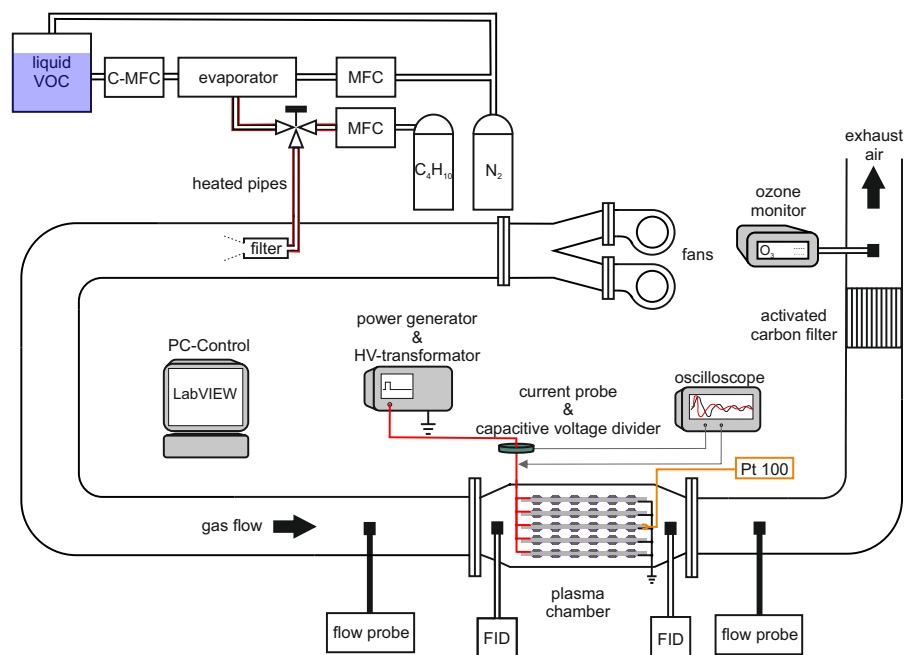 liquid
VOC
C-MFC
evaporator
MFC
MFC
C4H10
N2
heated pipes
filter
fans
exhaust
air
ozone
monitor
O3
activated
carbon filter
PC-Control
LabVIEW
power generator
&
HV-transformator
current probe
&
capacitive voltage divider
oscilloscope
Pt 100
gas flow
plasma
chamber
flow probe
FID
FID
flow probe